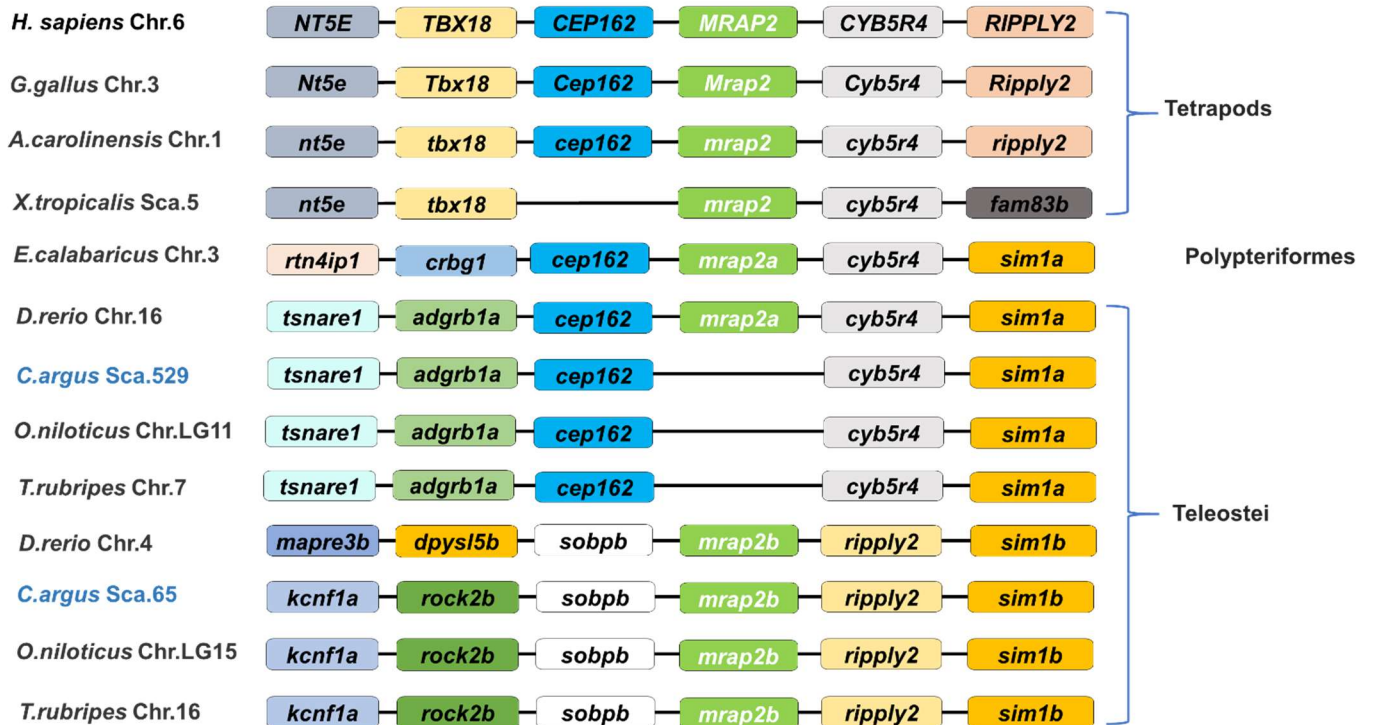 H. sapiens Chr.6 NT5E TBX18 CEP162 MRAP2 CYB5R4 RIPPLY2
G.gallus Chr.3 Nt5e Tbx18 Cep162 Mrap2 Cyb5r4 Ripply2
Tetrapods
A.carolinensis Chr.1 nt5e tbx18 cep162 mrap2 cyb5r4 ripply2
X.tropicalis Sca.5 nt5e tbx18 mrap2 cyb5r4 fam83b
E.calabaricus Chr.3 rtn4ip1 crbg1 cep162 mrap2a cyb5r4 sim1a Polypteriformes
D.rerio Chr.16 tsnare1 adgrb1a cep162 mrap2a cyb5r4 sim1a
C.argus Sca.529 tsnare1 adgrb1a cep162 cyb5r4 sim1a
O.niloticus Chr.LG11 tsnare1 adgrb1a cep162 cyb5r4 sim1a
T.rubripes Chr.7 tsnare1 adgrb1a cep162 cyb5r4 sim1a
Teleostei
D.rerio Chr.4 mapre3b dpysl5b sobpb mrap2b ripply2 sim1b
C.argus Sca.65 kcnf1a rock2b sobpb mrap2b ripply2 sim1b
O.niloticus Chr.LG15 kcnf1a rock2b sobpb mrap2b ripply2 sim1b
T.rubripes Chr.16 kcnf1a rock2b sobpb mrap2b ripply2 sim1b